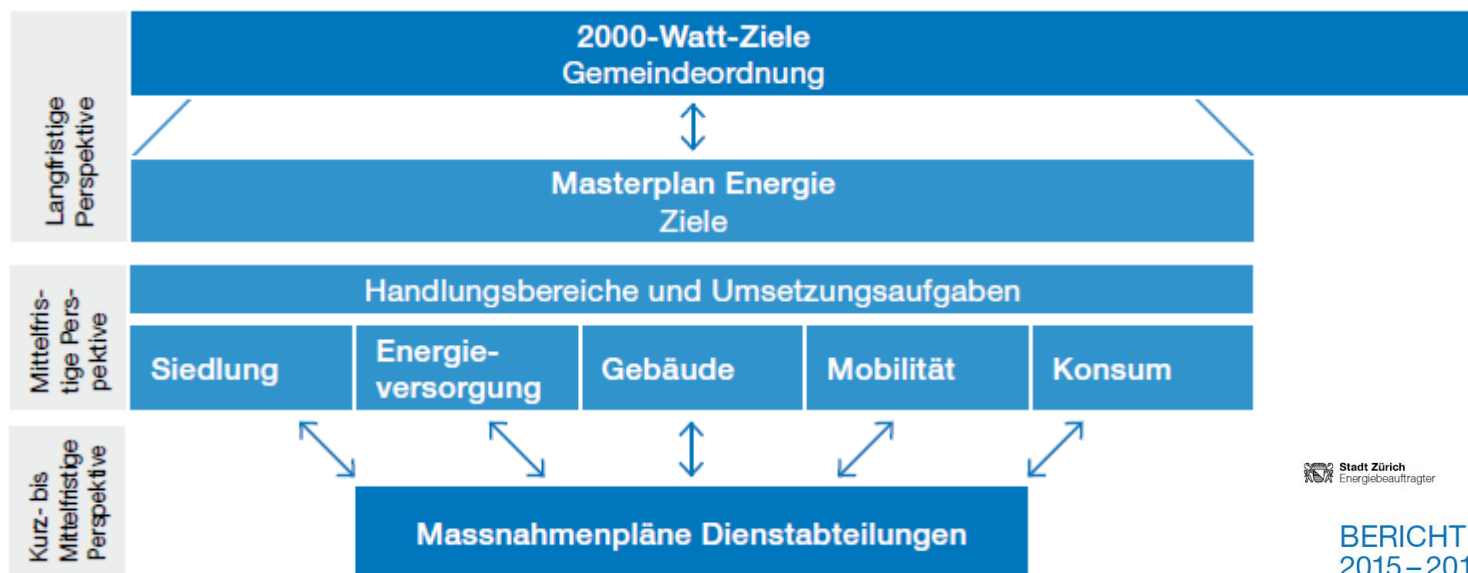 2000-Watt-Ziele
Gemeindeordnung
Langfristige
Perspektive
Masterplan Energie
Ziele
Mittelfris-
tige Pers-
pektive
Handlungsbereiche und Umsetzungsaufgaben
Siedlung
Energie-
versorgung
Gebäude
Mobilität
Konsum
Kurz- bis
Mittelfristige
Perspektive
Massnahmenpläne Dienstabteilungen
Stadt Zürich
Energiebeauftragter
BERICHT